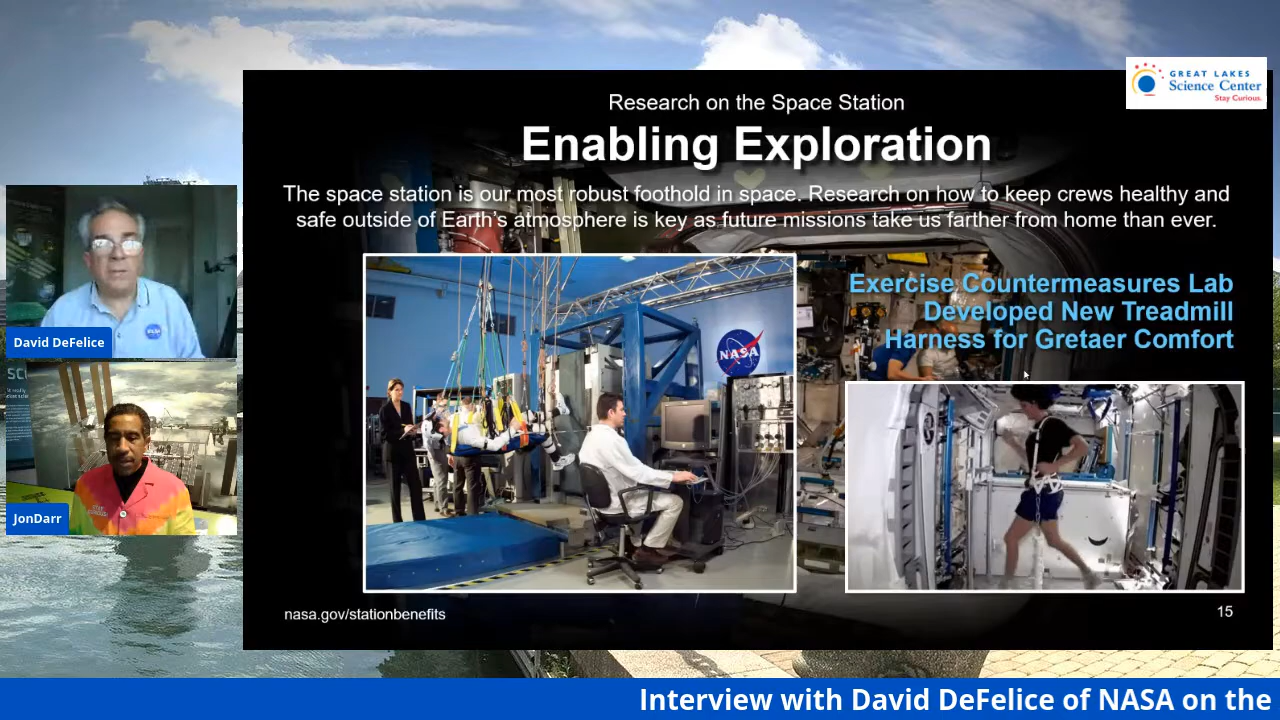 GREAT LAKES
Science Center
Stay Curious.
Research on the Space Station
Enabling Exploration
The space station is our most robust foothold in space. Research on how to keep crews healthy and
safe outside of Earth's atmosphere is key as future missions take us farther from home than ever.
Exercise Countermeasures Lab
Developed New Treadmill
Harness for Gretaer Comfort
NASA
NASA
David DeFelice
JonDarr
nasa.gov/stationbenefits
15
Interview with David DeFelice of NASA on the